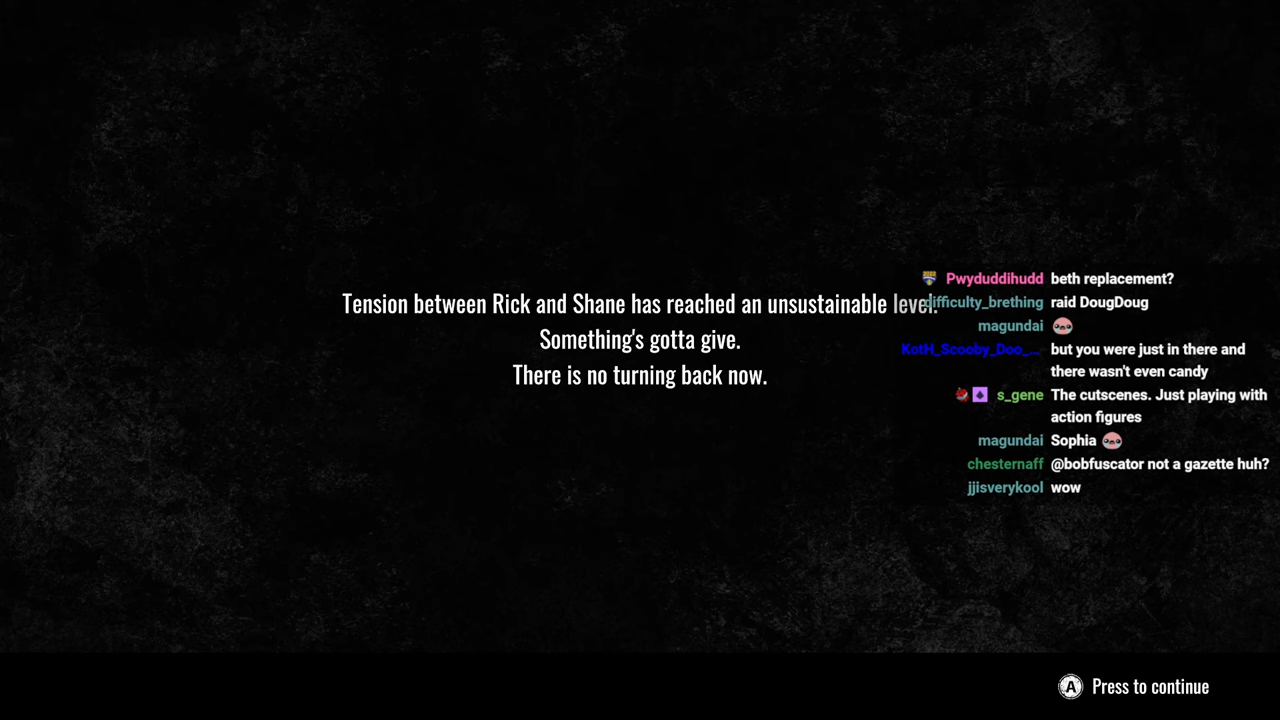 Pwyduddihudd beth replacement?
Tension between Rick and Shane has reached an unsustainable level.
difficulty_brething raid DougDoug
magundai
Something's gotta give.
KotH_Scooby_Doo_... but you were just in there and
there wasn't even candy
There is no turning back now.
s_gene The cutscenes. Just playing with
action figures
magundai Sophia
chesternaff @bobfuscator not a gazette huh?
jjisverykool wow
A Press to continue